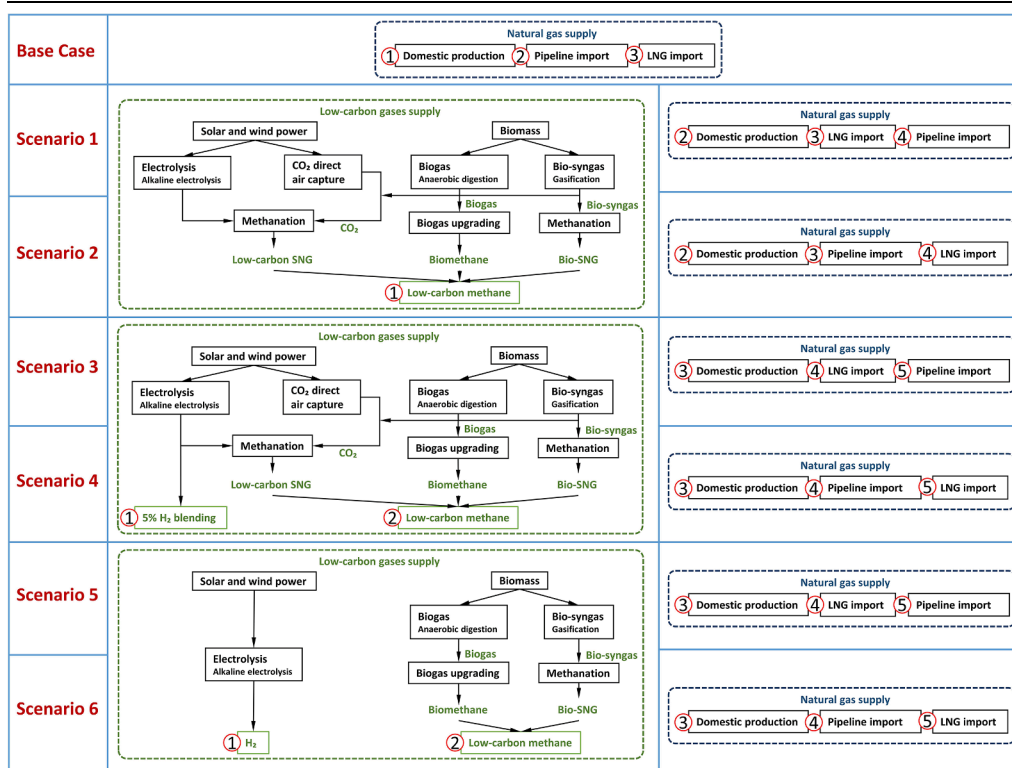 Base Case
Natural gas supply
① Domestic production ② Pipeline import ③ LNG import
Scenario 1
Scenario 2
Low-carbon gases supply
Solar and wind power
Biomass
Electrolysis
Alkaline electrolysis
CO₂ direct
air capture
Biogas
Anaerobic digestion
Bio-syngas
Gasification
Biogas
Bio-syngas
Methanation
CO₂
Biogas upgrading
Methanation
Low-carbon SNG
Biomethane
Bio-SNG
① Low-carbon methane
Natural gas supply
② Domestic production ③ LNG import ④ Pipeline import
Natural gas supply
② Domestic production ③ Pipeline import ④ LNG import
Scenario 3
Scenario 4
Low-carbon gases supply
Solar and wind power
Biomass
Electrolysis
Alkaline electrolysis
CO₂ direct
air capture
Biogas
Anaerobic digestion
Bio-syngas
Gasification
Biogas
Bio-syngas
Methanation
CO₂
Biogas upgrading
Methanation
Low-carbon SNG
Biomethane
Bio-SNG
① 5% H₂ blending
② Low-carbon methane
Natural gas supply
③ Domestic production ④ LNG import ⑤ Pipeline import
Natural gas supply
③ Domestic production ④ Pipeline import ⑤ LNG import
Scenario 5
Scenario 6
Low-carbon gases supply
Solar and wind power
Biomass
Biogas
Anaerobic digestion
Bio-syngas
Gasification
Electrolysis
Alkaline electrolysis
Biogas
Bio-syngas
Biogas upgrading
Methanation
Biomethane
Bio-SNG
① H₂
② Low-carbon methane
Natural gas supply
③ Domestic production ④ LNG import ⑤ Pipeline import
Natural gas supply
③ Domestic production ④ Pipeline import ⑤ LNG import